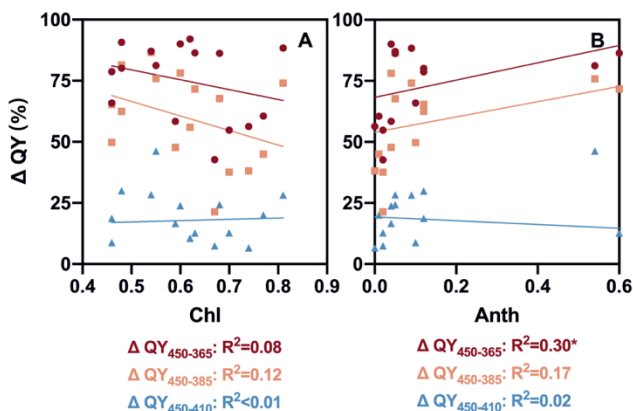 Δ QY (%)
100
75
50
25
0
A
0.4 0.5 0.6 0.7 0.8 0.9
Chl
Δ QY450-365: R2=0.08
Δ QY450-385: R2=0.12
Δ QY450-410: R2<0.01
100
75
50
25
0
B
0.0 0.2 0.4 0.6
Anth
Δ QY450-365: R2=0.30*
Δ QY450-385: R2=0.17
Δ QY450-410: R2=0.02